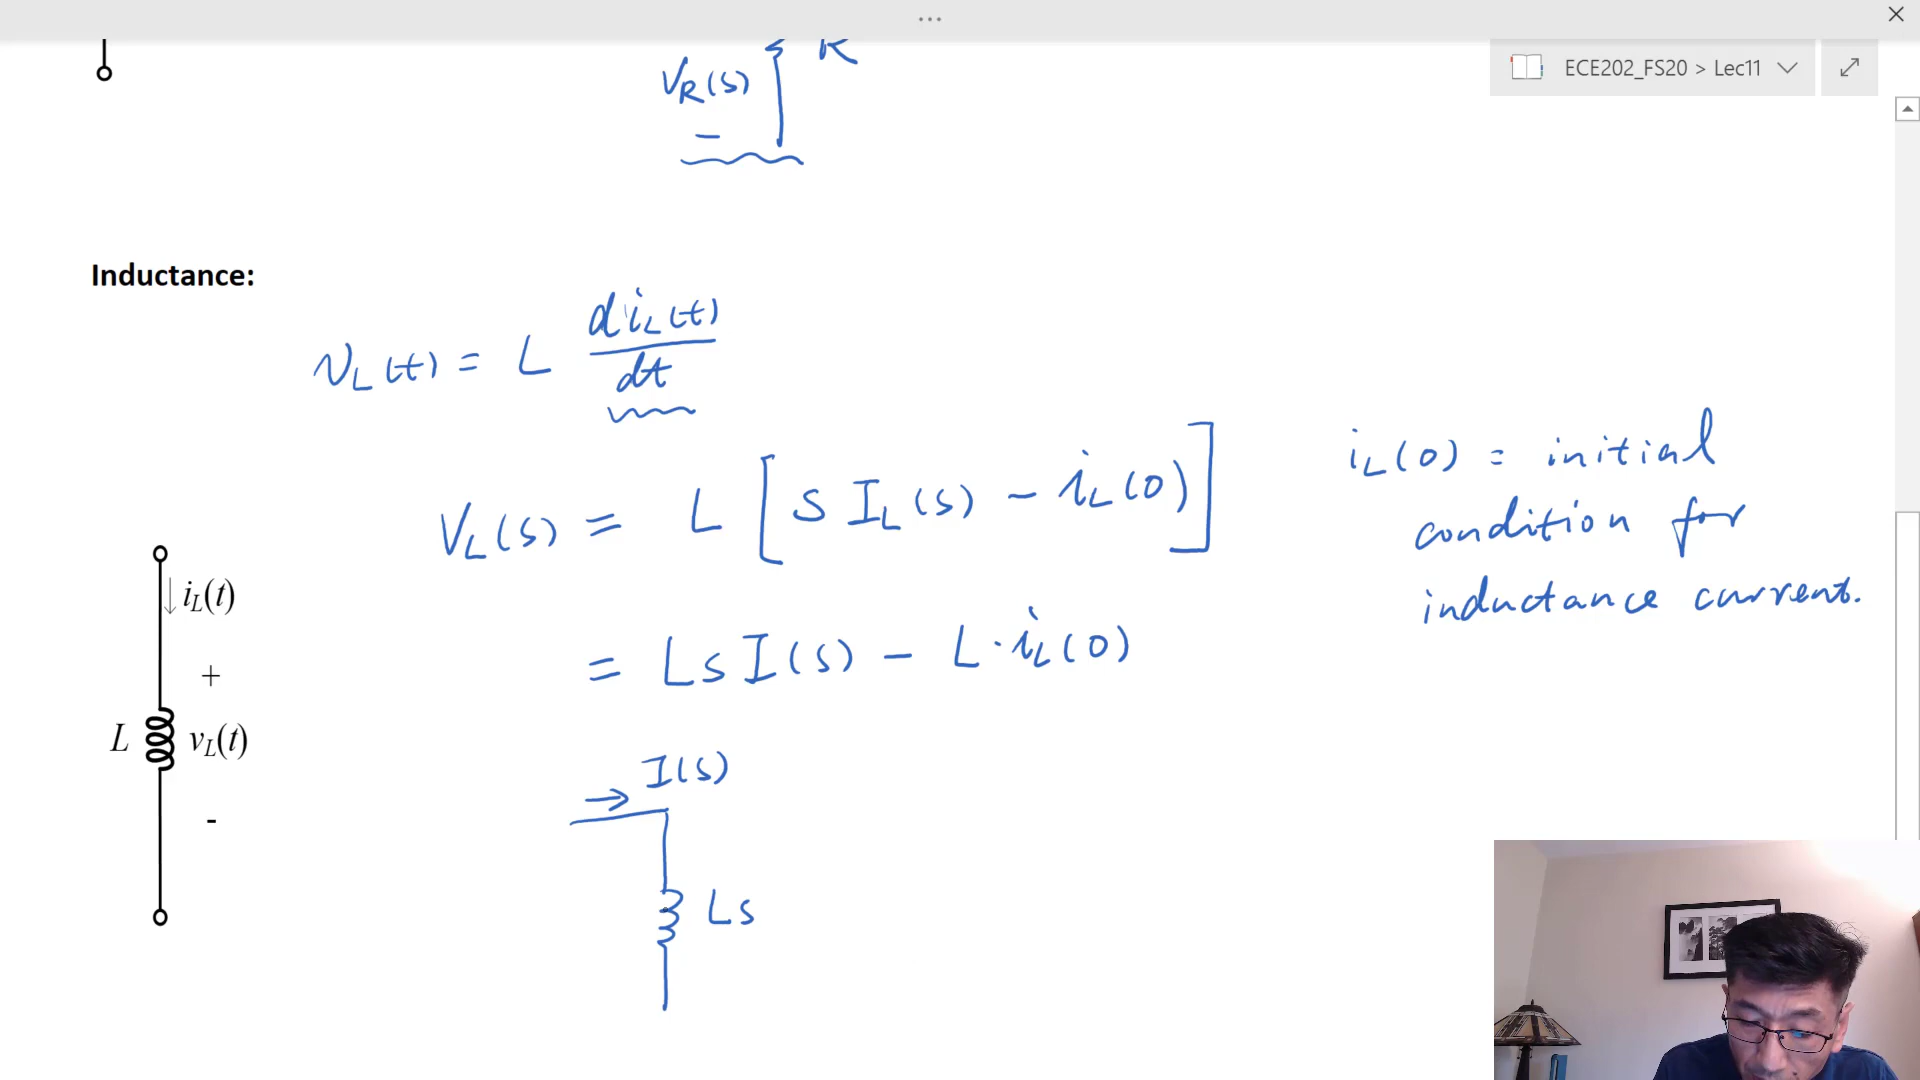 ...
ECE202_FS20 > Lec11
R
V_R(s)
-
Inductance:
v_L(t) = L di_L(t)/dt
V_L(s) = L [ s I_L(s) - i_L(0) ]
i_L(0) = initial
condition for
inductance current.
= Ls I(s) - L · i_L(0)
i_L(t)
+
L v_L(t)
-
→ I(s)
Ls